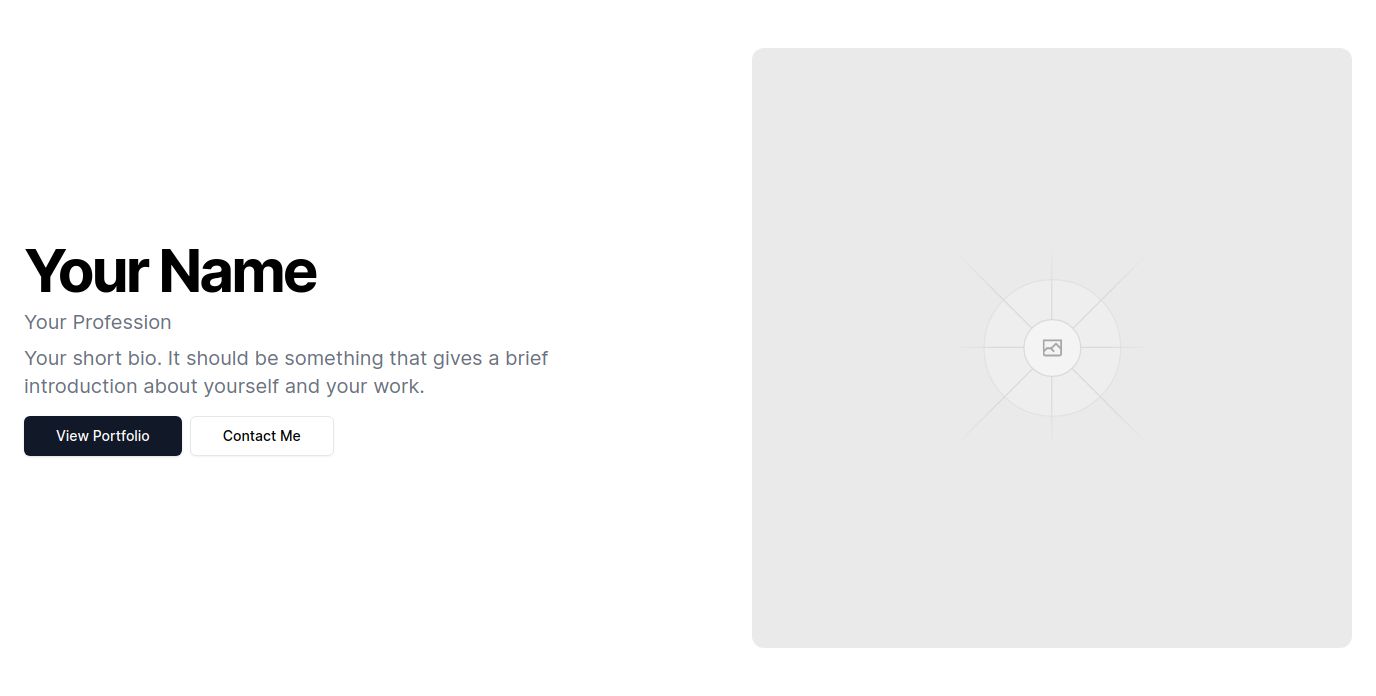 Your Name
Your Profession
Your short bio. It should be something that gives a brief
introduction about yourself and your work.
View Portfolio
Contact Me